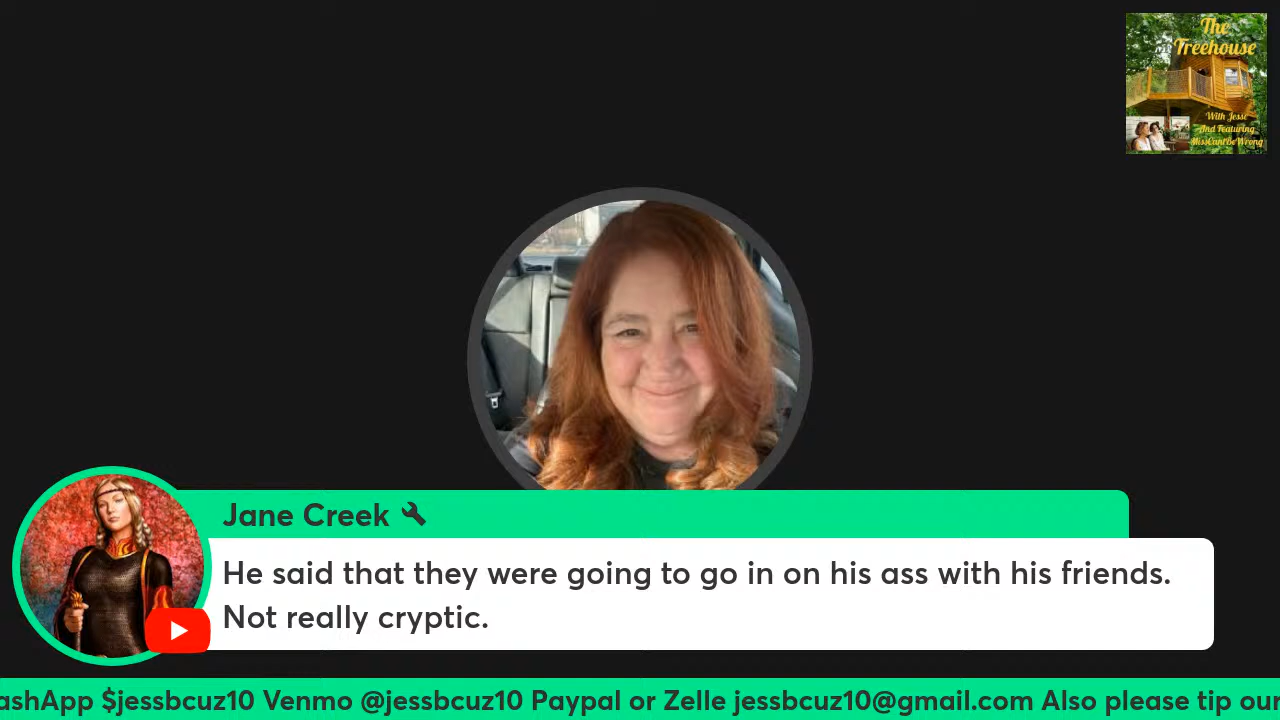 The
Treehouse
With Jesse
And Featuring
MissCantBeWrong
Jane Creek
He said that they were going to go in on his ass with his friends.
Not really cryptic.
ashApp $jessbcuz10 Venmo @jessbcuz10 Paypal or Zelle jessbcuz10@gmail.com Also please tip our